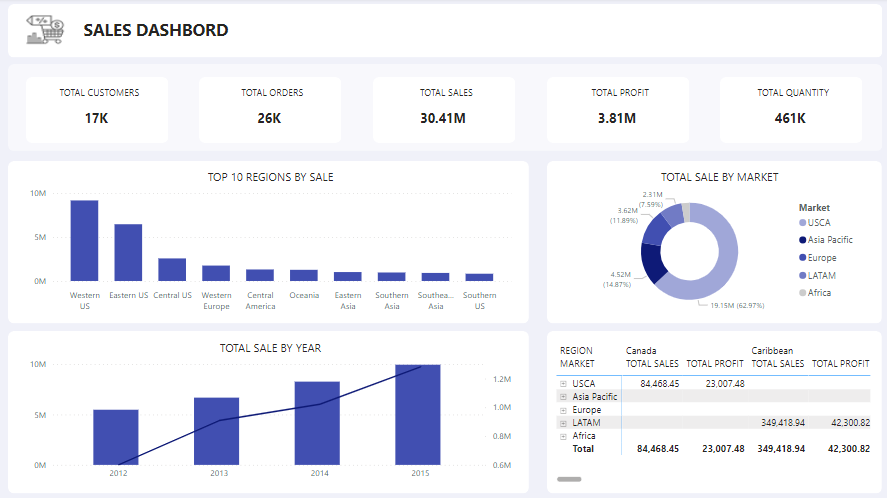 SALES DASHBORD
TOTAL CUSTOMERS
17K
TOTAL ORDERS
26K
TOTAL SALES
30.41M
TOTAL PROFIT
3.81M
TOTAL QUANTITY
461K
TOP 10 REGIONS BY SALE
10M
5M
0M
Western US
Eastern US
Central US
Western Europe
Central America
Oceania
Eastern Asia
Southern Asia
Southea... Asia
Southern US
TOTAL SALE BY MARKET
2.31M (7.59%)
3.62M (11.89%)
4.52M (14.87%)
19.15M (62.97%)
Market
USCA
Asia Pacific
Europe
LATAM
Africa
TOTAL SALE BY YEAR
10M
5M
0M
1.2M
1.0M
0.8M
0.6M
2012 2013 2014 2015
REGION Canada Caribbean
MARKET TOTAL SALES TOTAL PROFIT TOTAL SALES TOTAL PROFIT
USCA 84,468.45 23,007.48
Asia Pacific
Europe
LATAM 349,418.94 42,300.82
Africa
Total 84,468.45 23,007.48 349,418.94 42,300.82